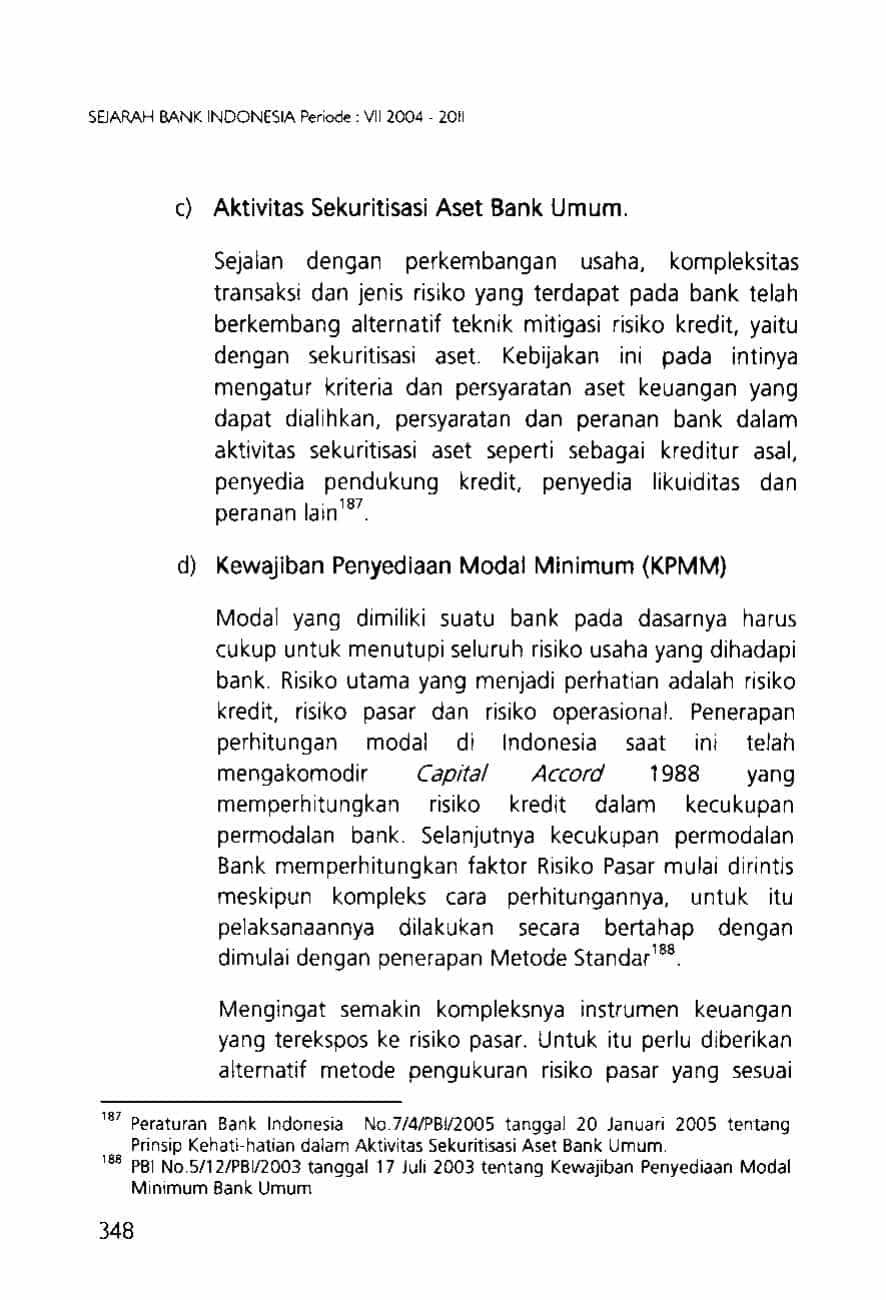 SEJARAH BANK INDONESIA Periode : VII 2004 - 2011
c) Aktivitas Sekuritisasi Aset Bank Umum.
Sejalan dengan perkembangan usaha, kompleksitas
transaksi dan jenis risiko yang terdapat pada bank telah
berkembang alternatif teknik mitigasi risiko kredit, yaitu
dengan sekuritisasi aset. Kebijakan ini pada intinya
mengatur kriteria dan persyaratan aset keuangan yang
dapat dialihkan, persyaratan dan peranan bank dalam
aktivitas sekuritisasi aset seperti sebagai kreditur asal,
penyedia pendukung kredit, penyedia likuiditas dan
peranan lain187.
d) Kewajiban Penyediaan Modal Minimum (KPMM)
Modal yang dimiliki suatu bank pada dasarnya harus
cukup untuk menutupi seluruh risiko usaha yang dihadapi
bank. Risiko utama yang menjadi perhatian adalah risiko
kredit, risiko pasar dan risiko operasional. Penerapan
perhitungan modal di Indonesia saat ini telah
mengakomodir Capital Accord 1988 yang
memperhitungkan risiko kredit dalam kecukupan
permodalan bank. Selanjutnya kecukupan permodalan
Bank memperhitungkan faktor Risiko Pasar mulai dirintis
meskipun kompleks cara perhitungannya, untuk itu
pelaksanaannya dilakukan secara bertahap dengan
dimulai dengan penerapan Metode Standar188.
Mengingat semakin kompleksnya instrumen keuangan
yang terekspos ke risiko pasar. Untuk itu perlu diberikan
alternatif metode pengukuran risiko pasar yang sesuai
187 Peraturan Bank Indonesia No.7/4/PBI/2005 tanggal 20 Januari 2005 tentang
Prinsip Kehati-hatian dalam Aktivitas Sekuritisasi Aset Bank Umum.
188 PBI No.5/12/PBI/2003 tanggal 17 Juli 2003 tentang Kewajiban Penyediaan Modal
Minimum Bank Umum
348